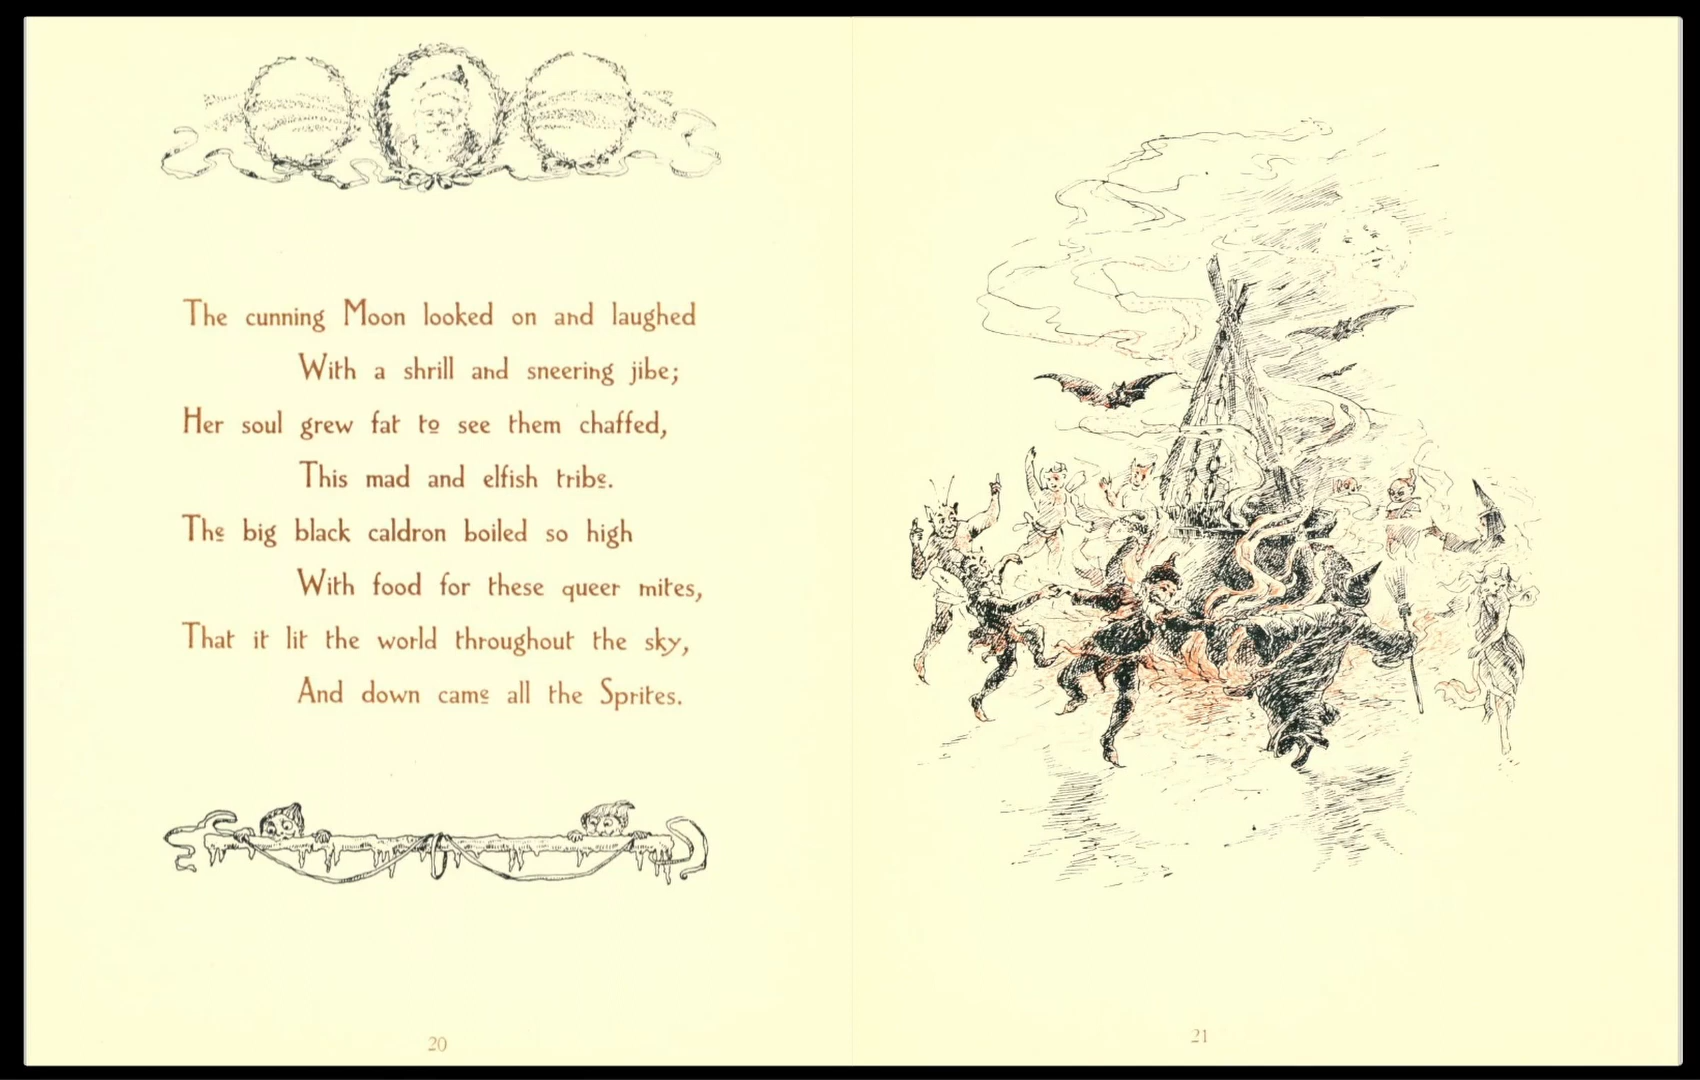 The cunning Moon looked on and laughed
With a shrill and sneering jibe;
Her soul grew fat to see them chaffed,
This mad and elfish tribe.
The big black caldron boiled so high
With food for these queer mites,
That it lit the world throughout the sky,
And down came all the Sprites.
20
21